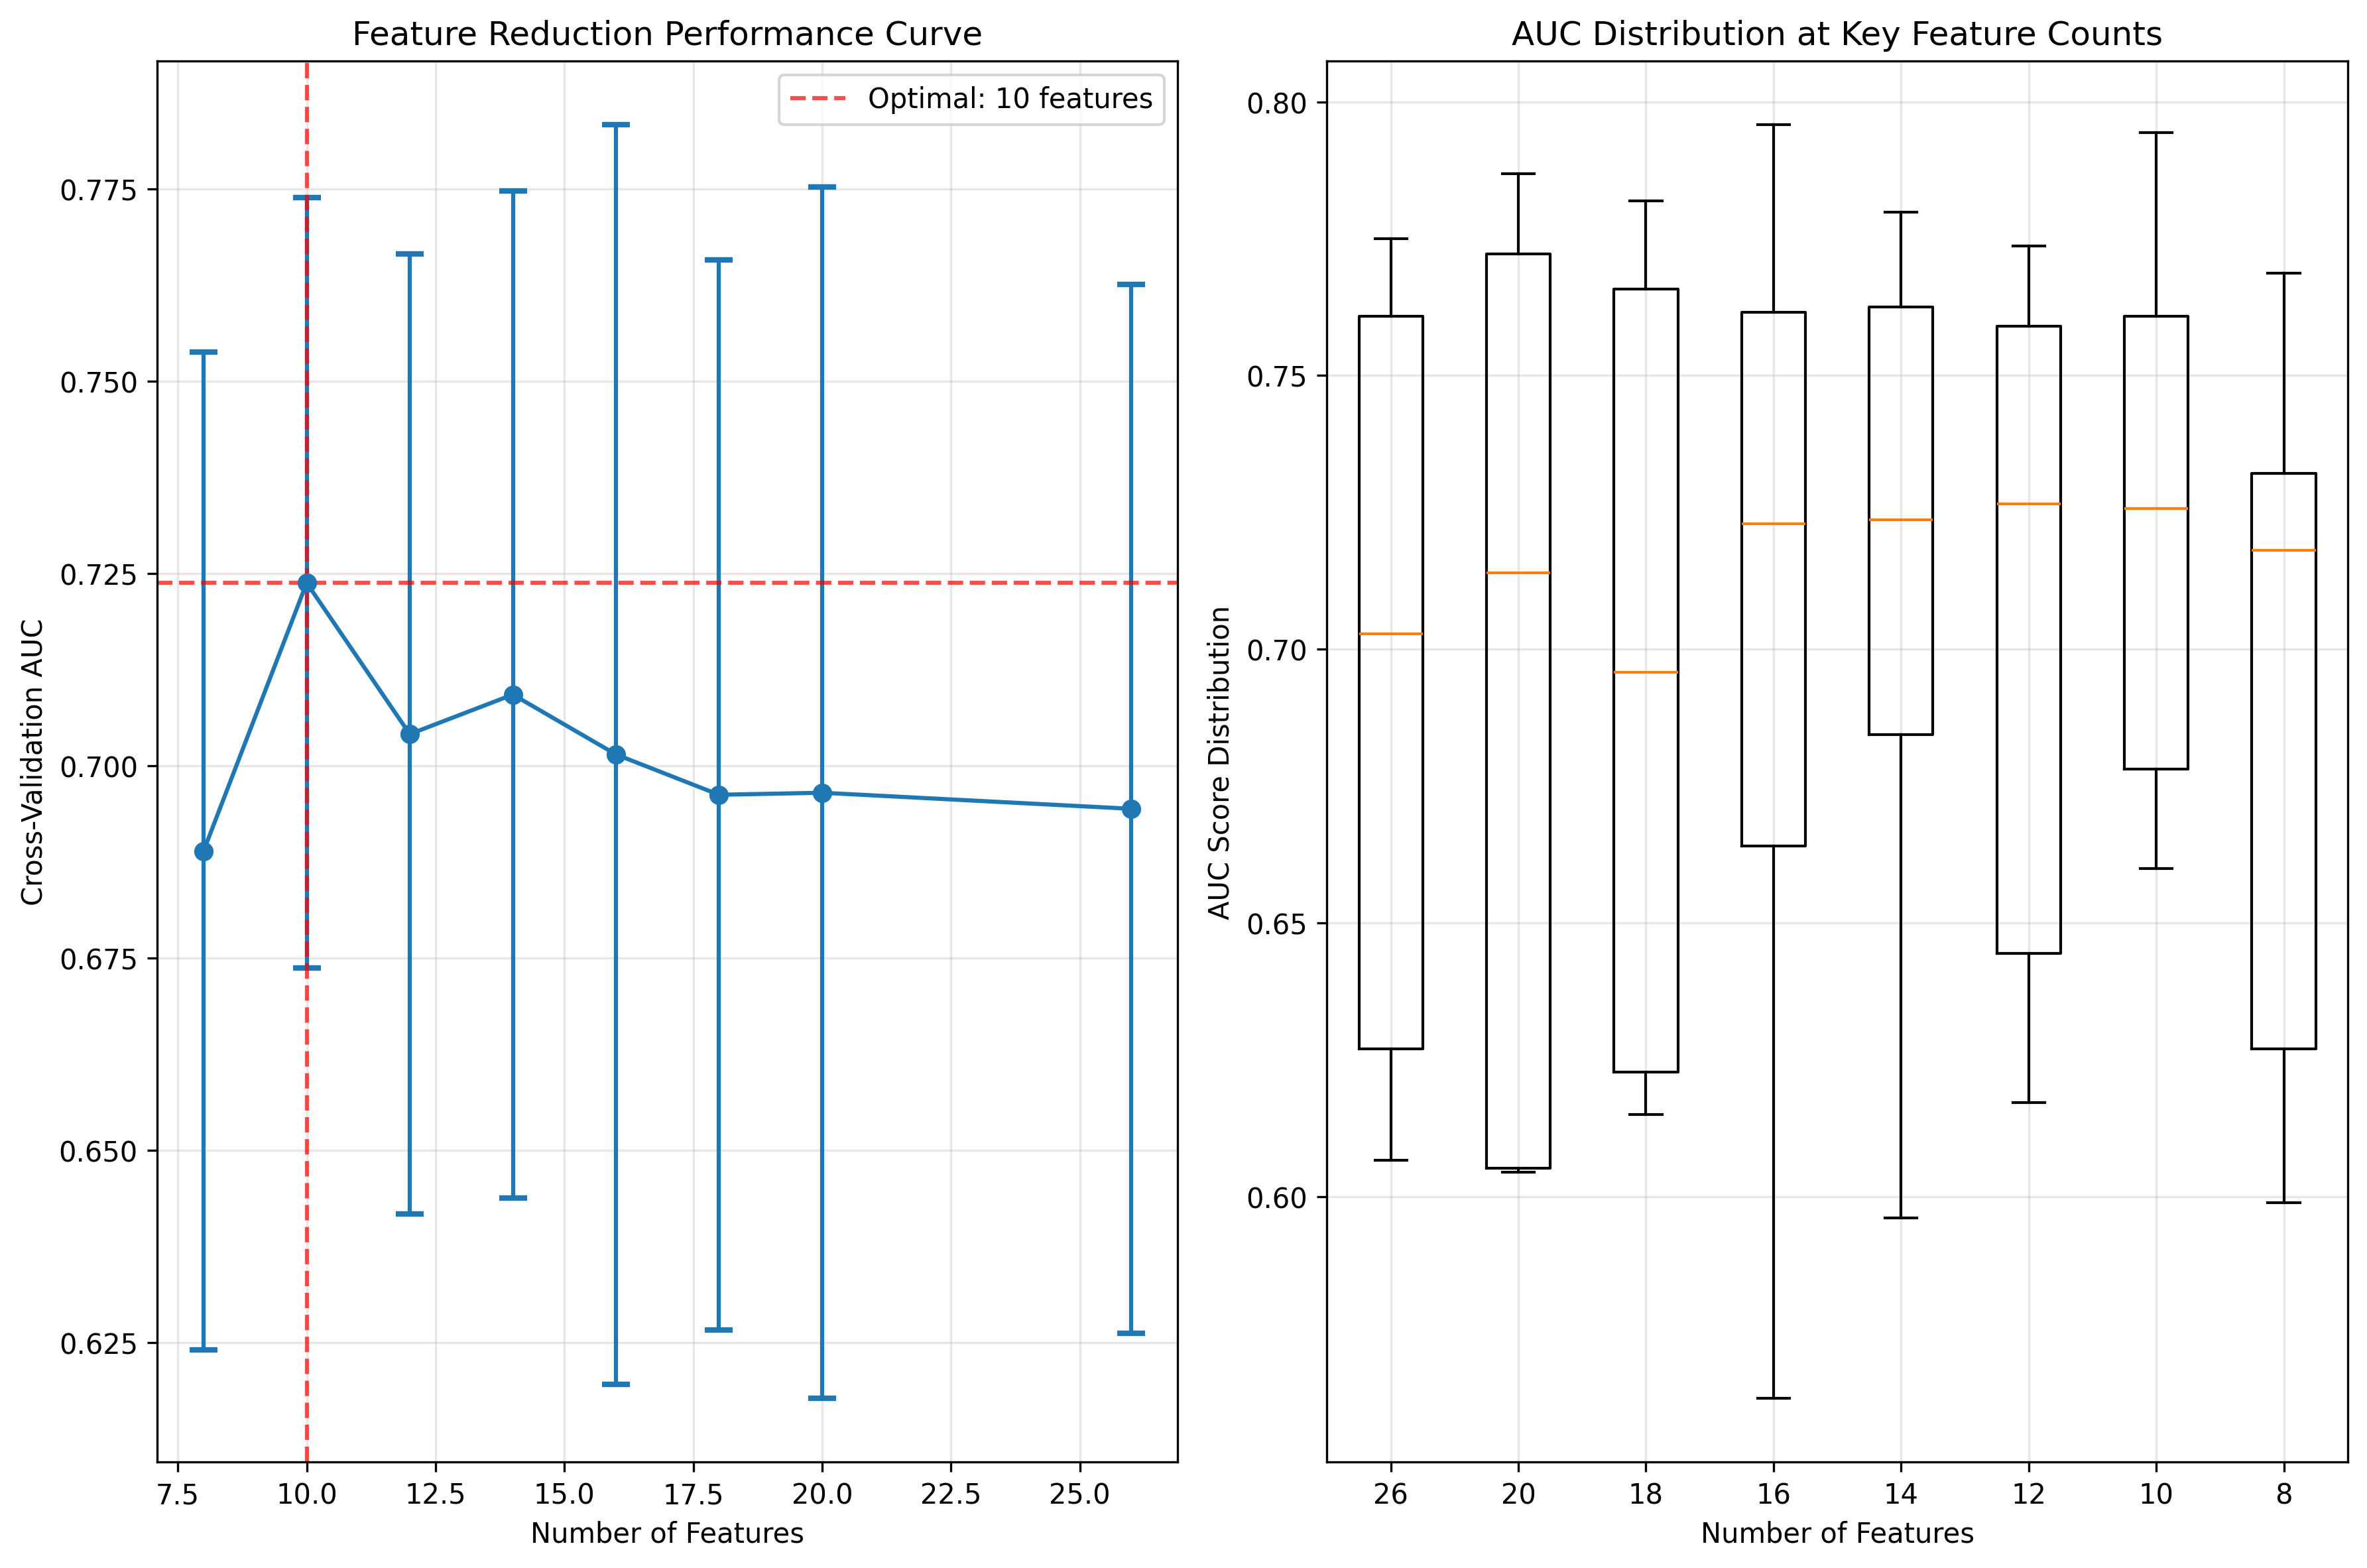 Feature Reduction Performance Curve
Optimal: 10 features
Cross-Validation AUC
0.775
0.750
0.725
0.700
0.675
0.650
0.625
7.5 10.0 12.5 15.0 17.5 20.0 22.5 25.0
Number of Features
AUC Distribution at Key Feature Counts
AUC Score Distribution
0.80
0.75
0.70
0.65
0.60
26 20 18 16 14 12 10 8
Number of Features